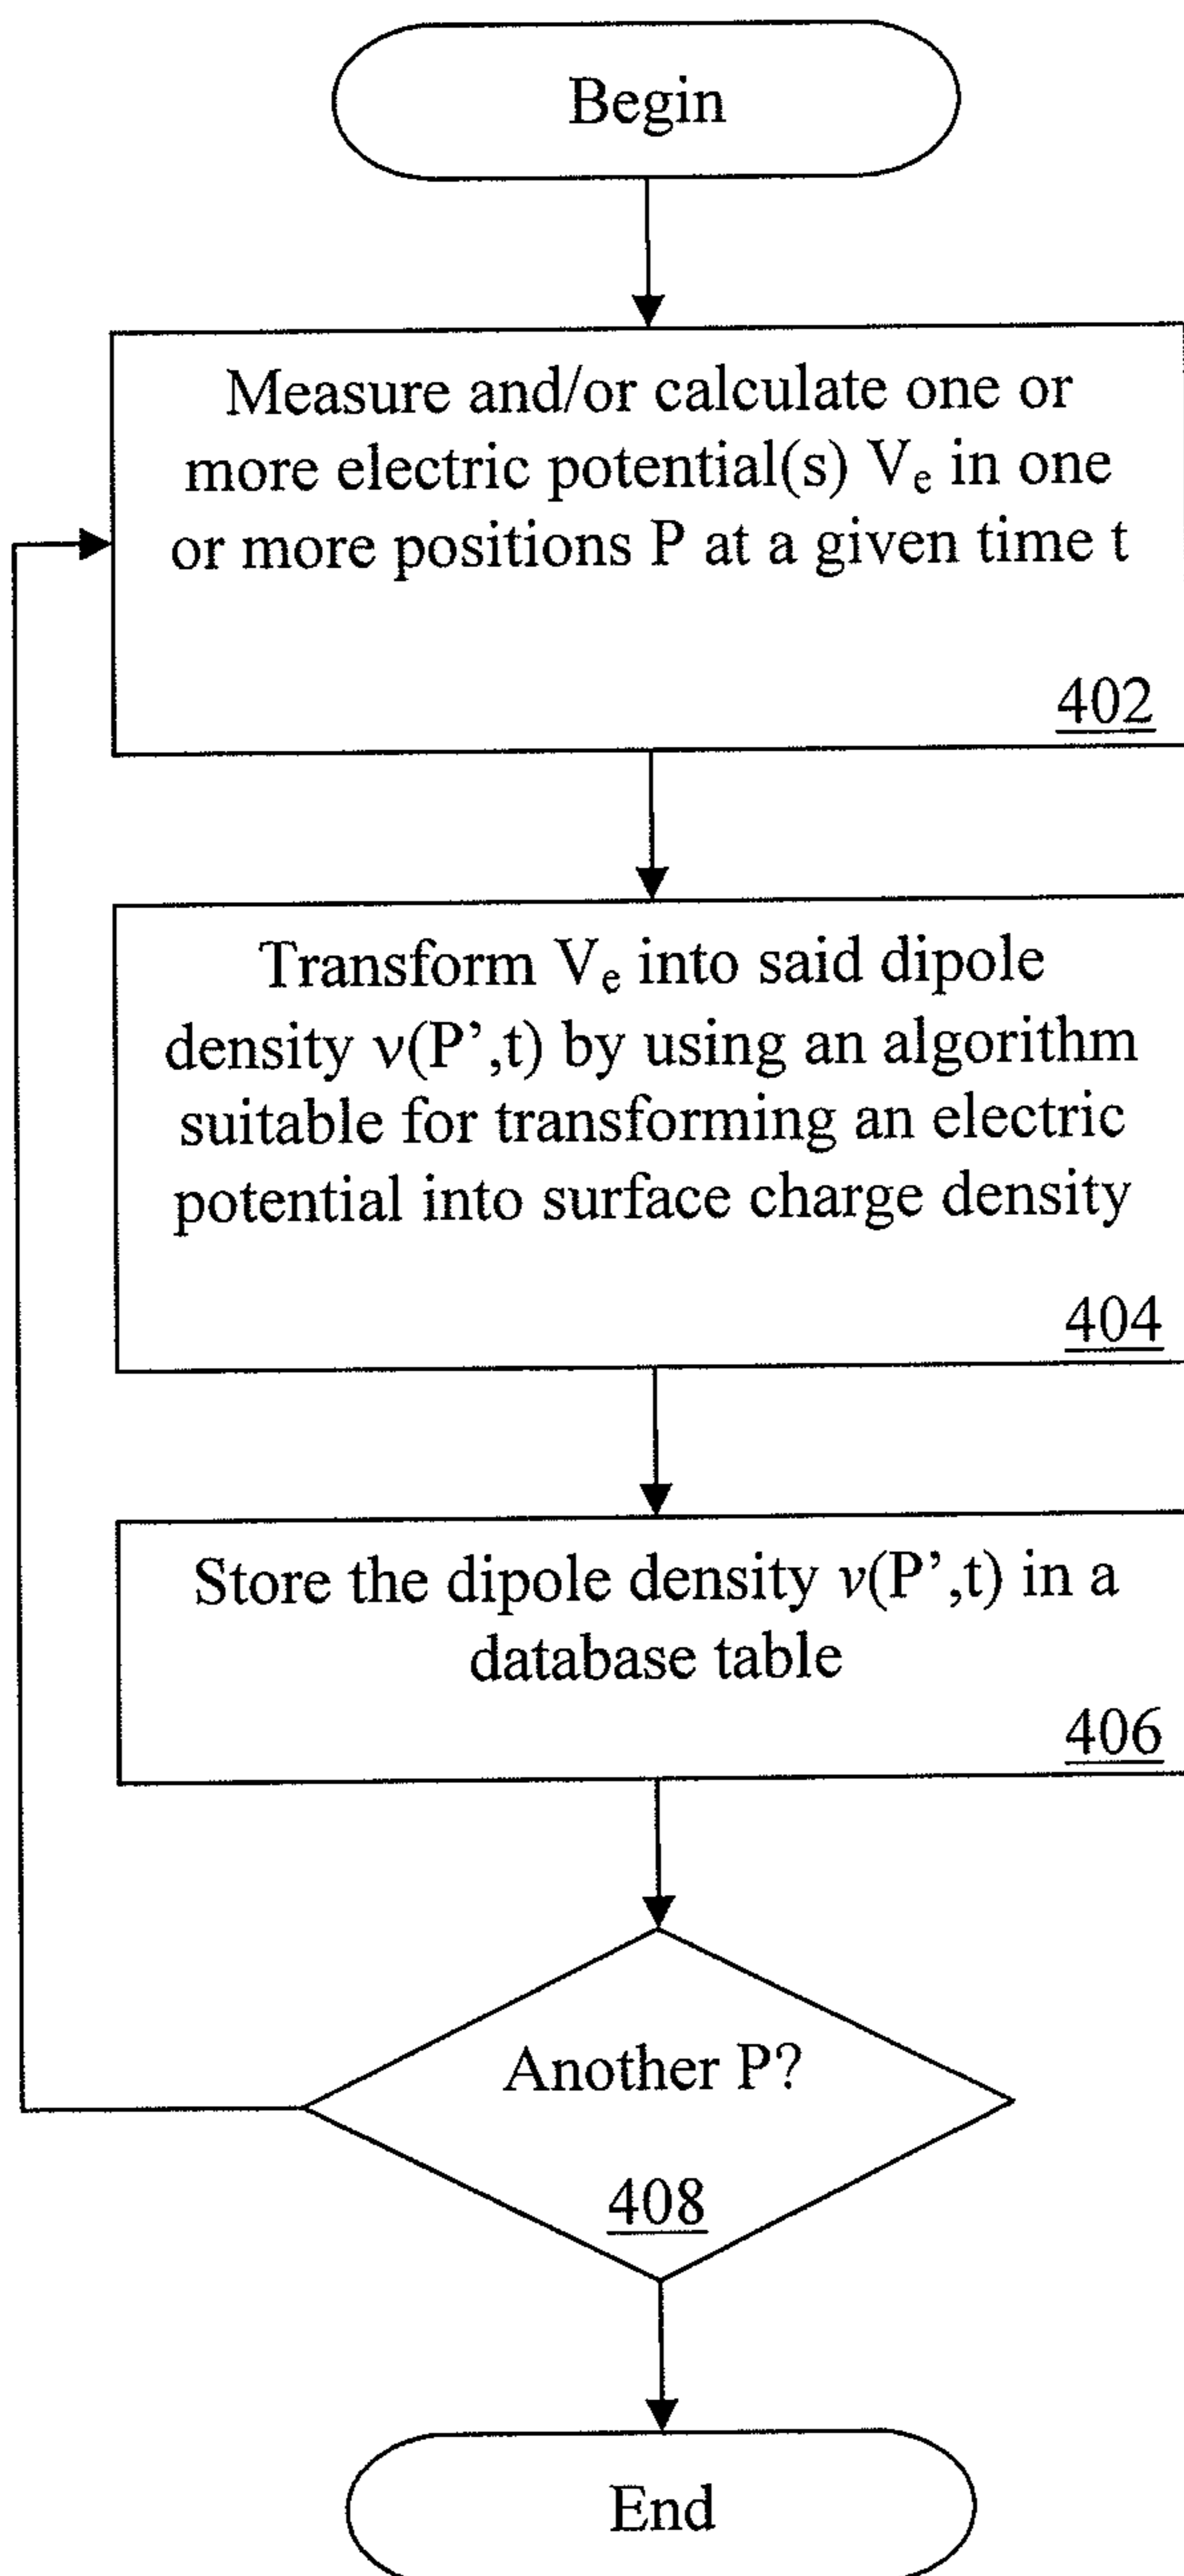 Begin
Measure and/or calculate one or
more electric potential(s) Vₑ in one
or more positions P at a given time t
402
Transform Vₑ into said dipole
density ν(P’,t) by using an algorithm
suitable for transforming an electric
potential into surface charge density
404
Store the dipole density ν(P’,t) in a
database table
406
Another P?
408
End